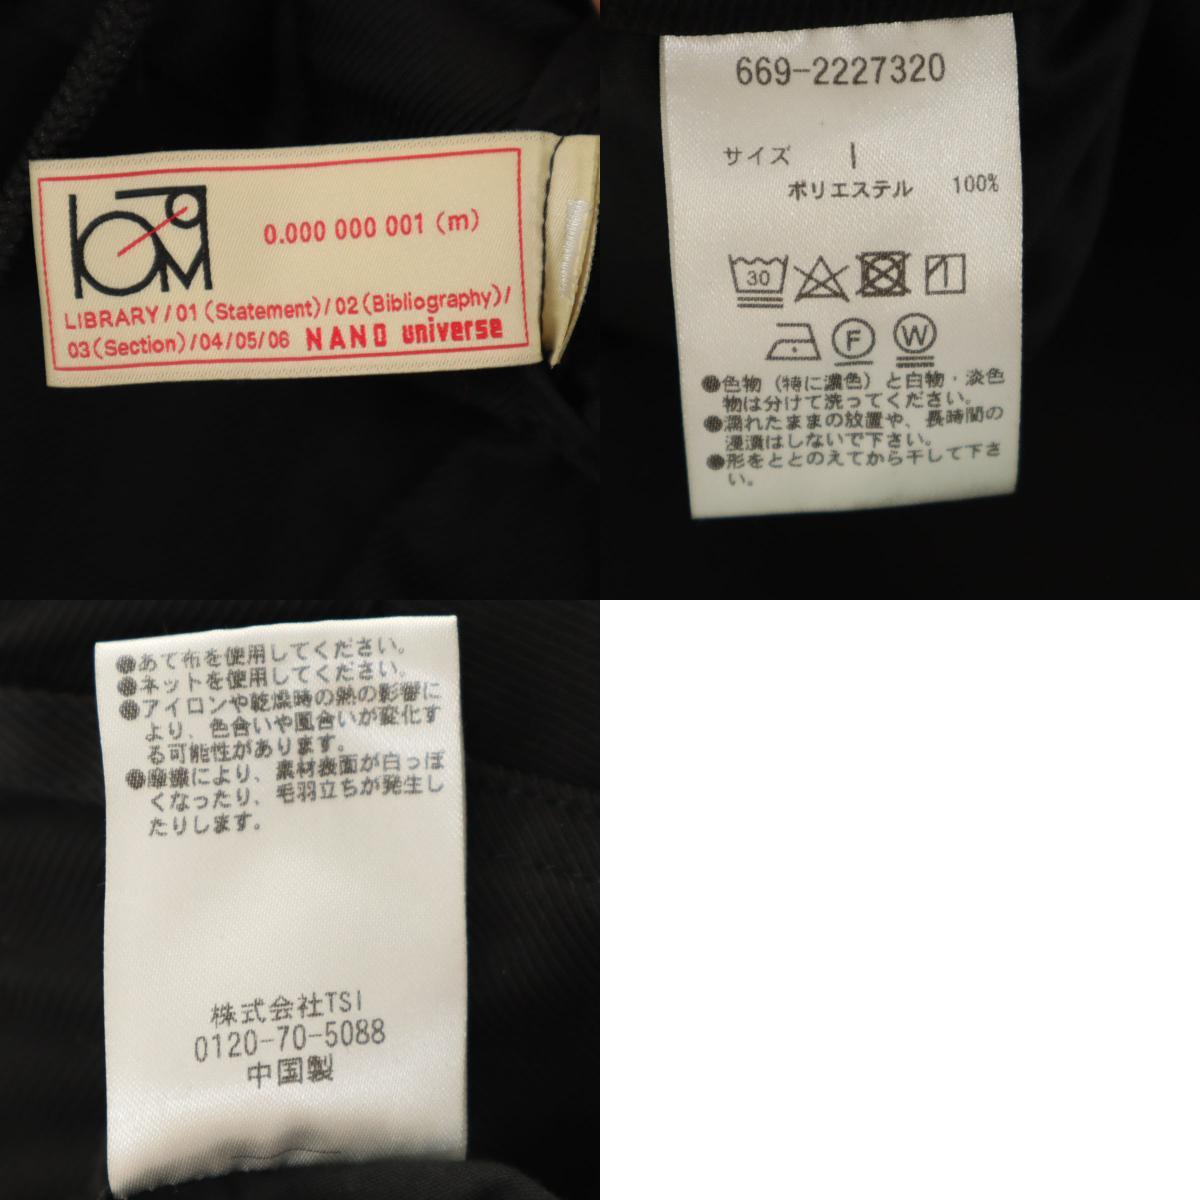 0.000 000 001 (m)
LIBRARY/01 (Statement)/02 (Bibliography)/
03 (Section)/04/05/06 NANO universe
669-2227320
サイズ 1
ポリエステル 100%
30
F W
●色物(特に濃色)と白物・淡色
物は分けて洗ってください。
●濡れたままの放置や、長時間の
浸漬はしないで下さい。
●形をととのえてから干して下さ
い。
●あて布を使用してください。
●ネットを使用してください。
●アイロンや乾燥時の熱の影響に
より、色合いや風合いが変化す
る可能性があります。
●摩擦により、素材表面が白っぽ
くなったり、毛羽立ちが発生し
たりします。
株式会社TSI
0120-70-5088
中国製